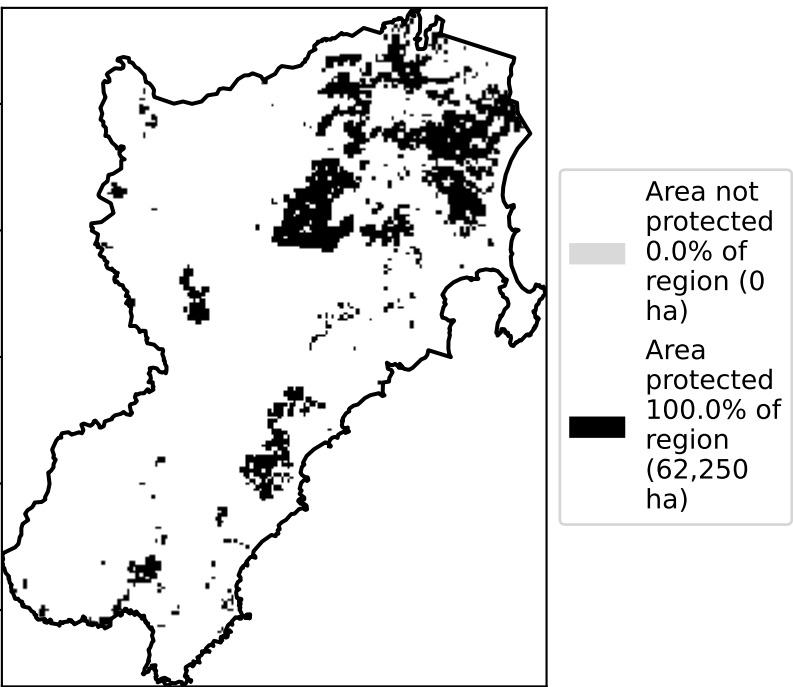 Area not
protected
0.0% of
region (0
ha)
Area
protected
100.0% of
region
(62,250
ha)